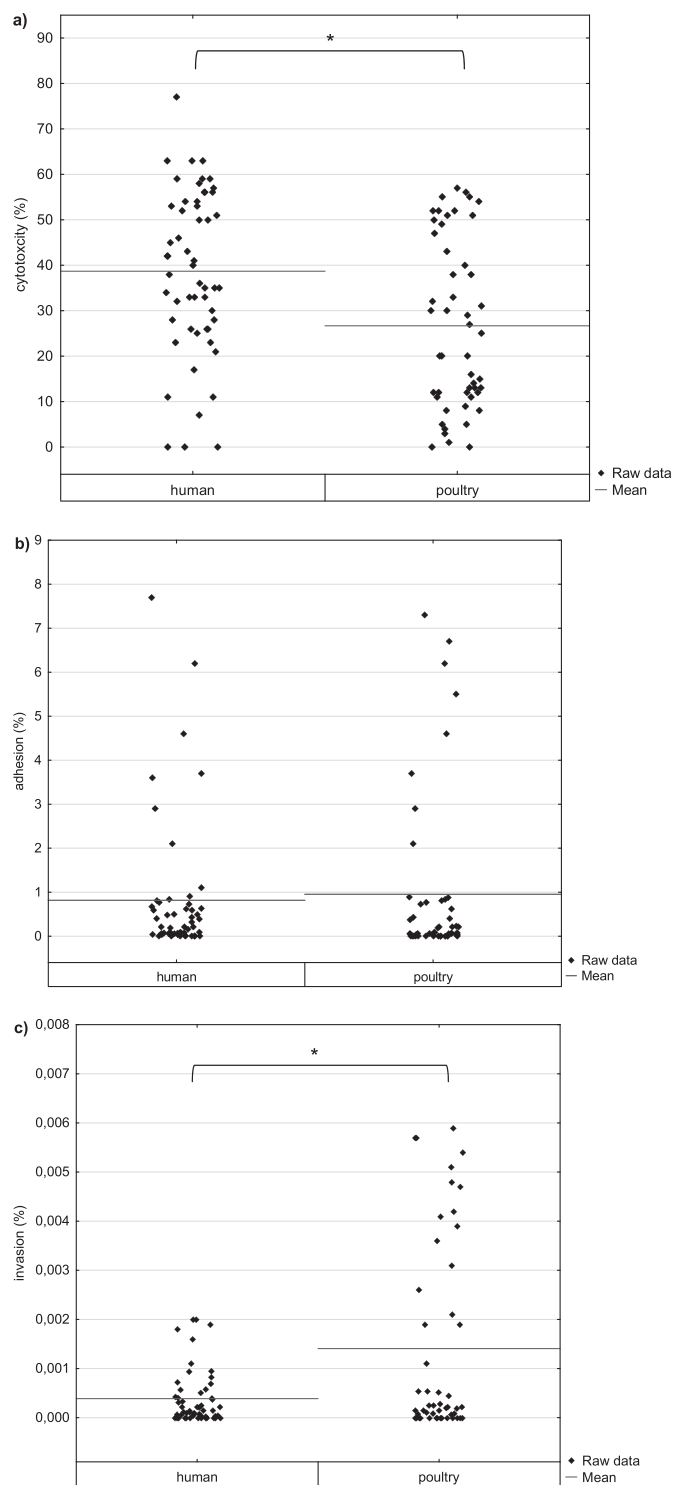 a)
*
90
80
70
60
50
40
30
20
10
0
cytotoxcity (%)
human poultry
Raw data
Mean
b)
9
8
7
6
5
4
3
2
1
0
adhesion (%)
human poultry
Raw data
Mean
c)
*
0,008
0,007
0,006
0,005
0,004
0,003
0,002
0,001
0,000
invasion (%)
human poultry
Raw data
Mean